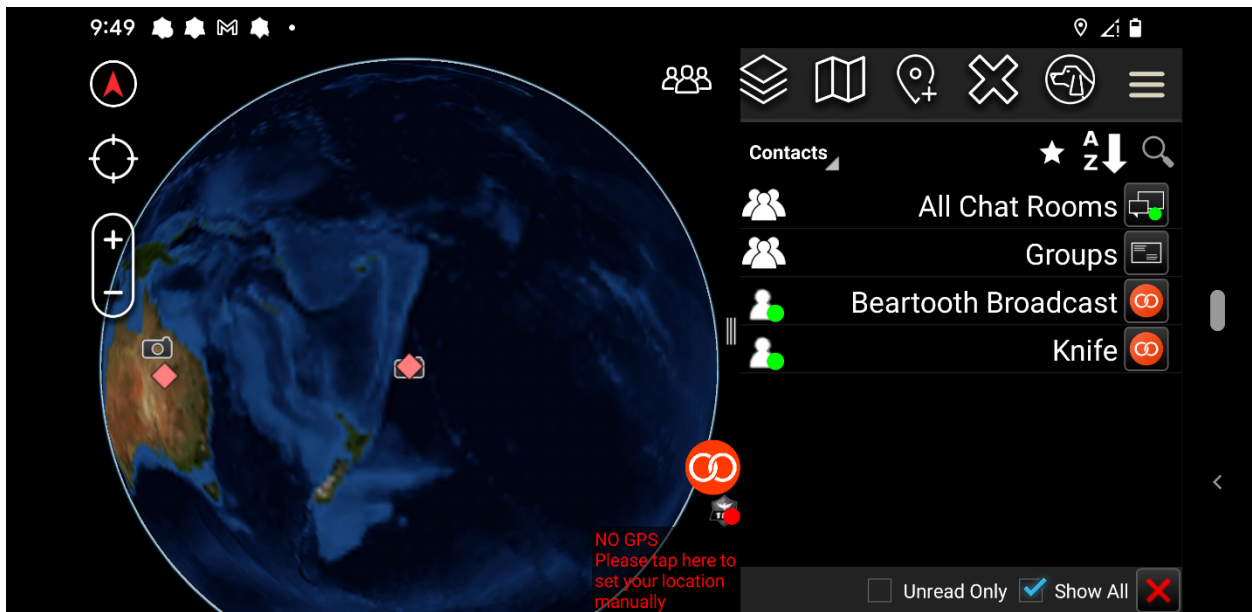 9:49
Contacts
A
Z
All Chat Rooms
Groups
Beartooth Broadcast
Knife
NO GPS
Please tap here to
set your location
manually
Unread Only
Show All